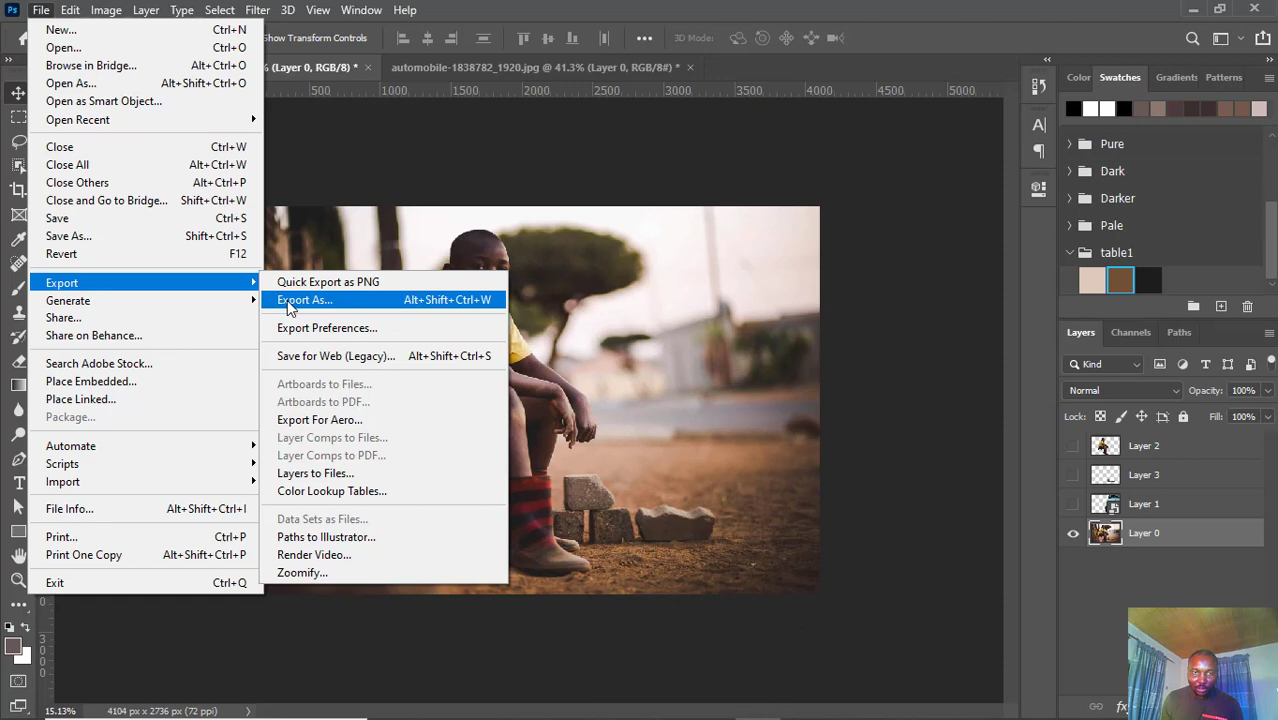 Ps File Edit Image Layer Type Select Filter 3D View Window Help
Show Transform Controls 3D Mode:
% (Layer 0, RGB/8) * × automobile-1838782_1920.jpg @ 41.3% (Layer 0, RGB/8#) * ×
500 1000 1500 2000 2500 3000 3500 4000 4500 5000
New... Ctrl+N
Open... Ctrl+O
Browse in Bridge... Alt+Ctrl+O
Open As... Alt+Shift+Ctrl+O
Open as Smart Object...
Open Recent
Close Ctrl+W
Close All Alt+Ctrl+W
Close Others Alt+Ctrl+P
Close and Go to Bridge... Shift+Ctrl+W
Save Ctrl+S
Save As... Shift+Ctrl+S
Revert F12
Export
Generate
Share...
Share on Behance...
Search Adobe Stock...
Place Embedded...
Place Linked...
Package...
Automate
Scripts
Import
File Info... Alt+Shift+Ctrl+I
Print... Ctrl+P
Print One Copy Alt+Shift+Ctrl+P
Exit Ctrl+Q
Quick Export as PNG
Export As... Alt+Shift+Ctrl+W
Export Preferences...
Save for Web (Legacy)... Alt+Shift+Ctrl+S
Artboards to Files...
Artboards to PDF...
Export For Aero...
Layer Comps to Files...
Layer Comps to PDF...
Layers to Files...
Color Lookup Tables...
Data Sets as Files...
Paths to Illustrator...
Render Video...
Zoomify...
Color Swatches Gradients Patterns
Pure
Dark
Darker
Pale
table1
Layers Channels Paths
Kind
Normal Opacity: 100%
Lock: Fill: 100%
Layer 2
Layer 3
Layer 1
Layer 0
fx
0
3
0
0
0
15.13% 4104 px x 2736 px (72 ppi)